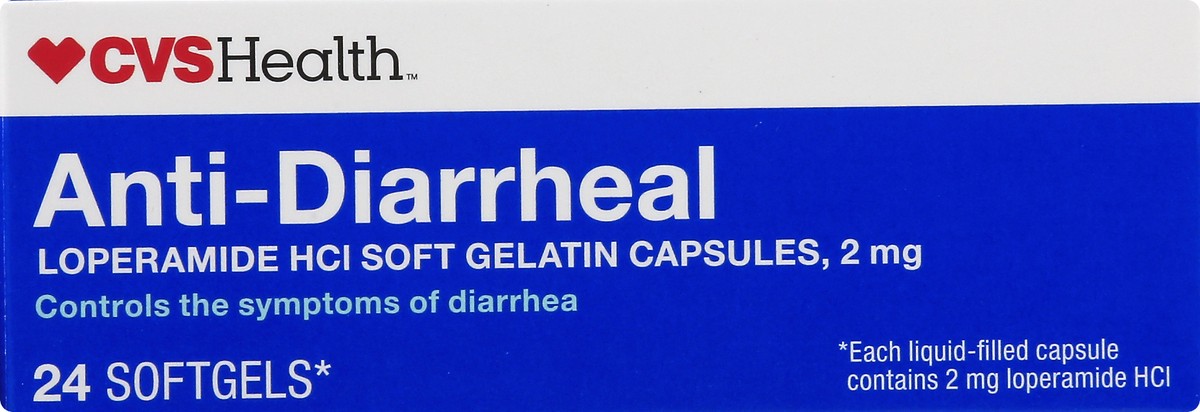 CVSHealth™
Anti-Diarrheal
LOPERAMIDE HCl SOFT GELATIN CAPSULES, 2 mg
Controls the symptoms of diarrhea
24 SOFTGELS*
*Each liquid-filled capsule
contains 2 mg loperamide HCl